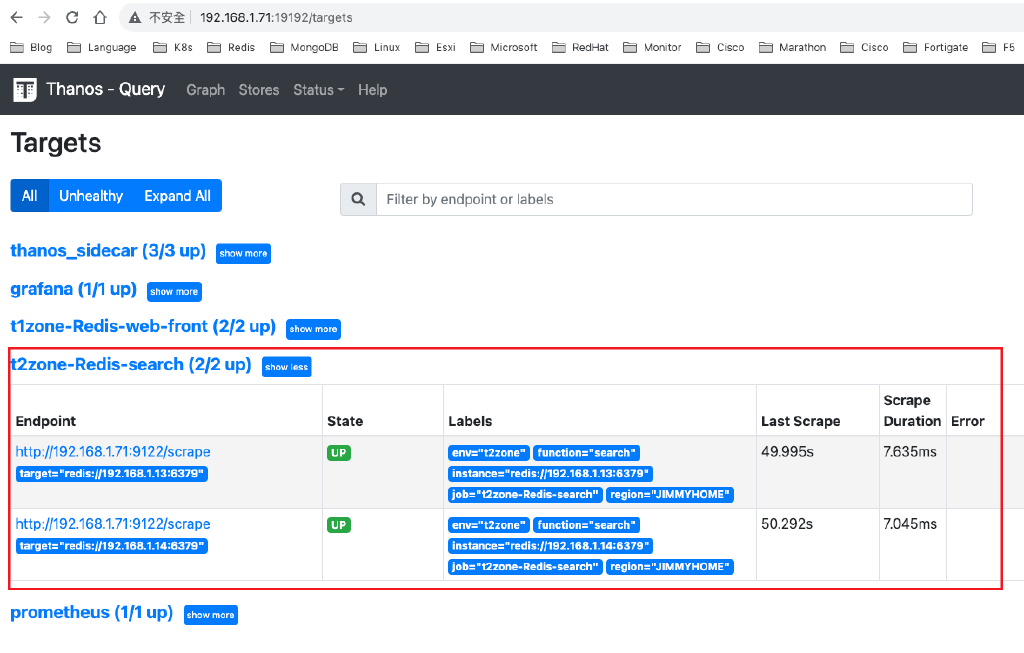 不安全 192.168.1.71:19192/targets
Blog Language K8s Redis MongoDB Linux Esxi Microsoft RedHat Monitor Cisco Marathon Cisco Fortigate F5
Thanos - Query Graph Stores Status Help
Targets
All Unhealthy Expand All Filter by endpoint or labels
thanos_sidecar (3/3 up) show more
grafana (1/1 up) show more
t1zone-Redis-web-front (2/2 up) show more
t2zone-Redis-search (2/2 up) show less
Endpoint State Labels Last Scrape Scrape Duration Error
http://192.168.1.71:9122/scrape UP env="t2zone" function="search" 49.995s 7.635ms
target="redis://192.168.1.13:6379" instance="redis://192.168.1.13:6379"
job="t2zone-Redis-search" region="JIMMYHOME"
http://192.168.1.71:9122/scrape UP env="t2zone" function="search" 50.292s 7.045ms
target="redis://192.168.1.14:6379" instance="redis://192.168.1.14:6379"
job="t2zone-Redis-search" region="JIMMYHOME"
prometheus (1/1 up) show more